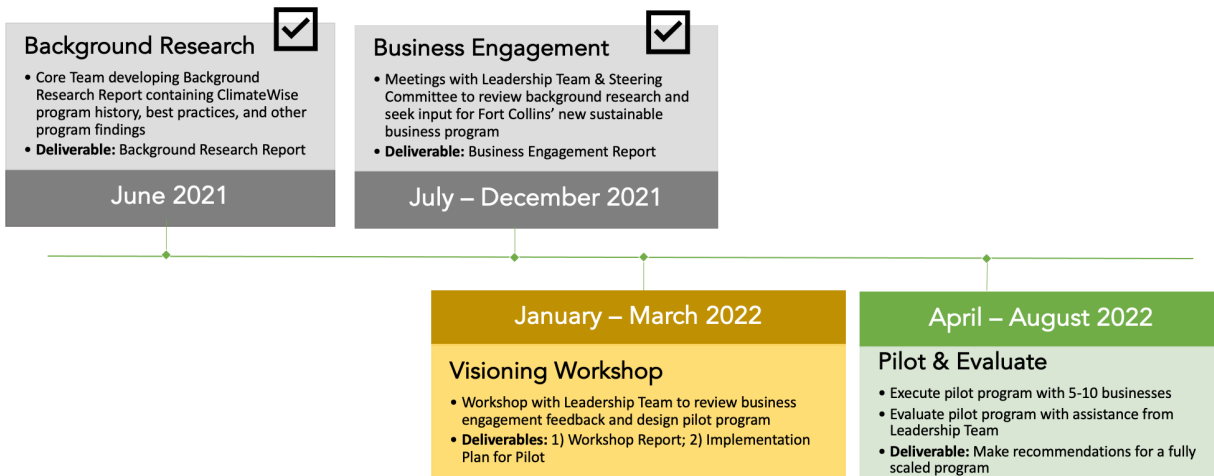 Background Research
• Core Team developing Background
Research Report containing ClimateWise
program history, best practices, and other
program findings
• Deliverable: Background Research Report
June 2021
Business Engagement
• Meetings with Leadership Team & Steering
Committee to review background research and
seek input for Fort Collins’ new sustainable
business program
• Deliverable: Business Engagement Report
July – December 2021
January – March 2022
Visioning Workshop
• Workshop with Leadership Team to review business
engagement feedback and design pilot program
• Deliverables: 1) Workshop Report; 2) Implementation
Plan for Pilot
April – August 2022
Pilot & Evaluate
• Execute pilot program with 5-10 businesses
• Evaluate pilot program with assistance from
Leadership Team
• Deliverable: Make recommendations for a fully
scaled program